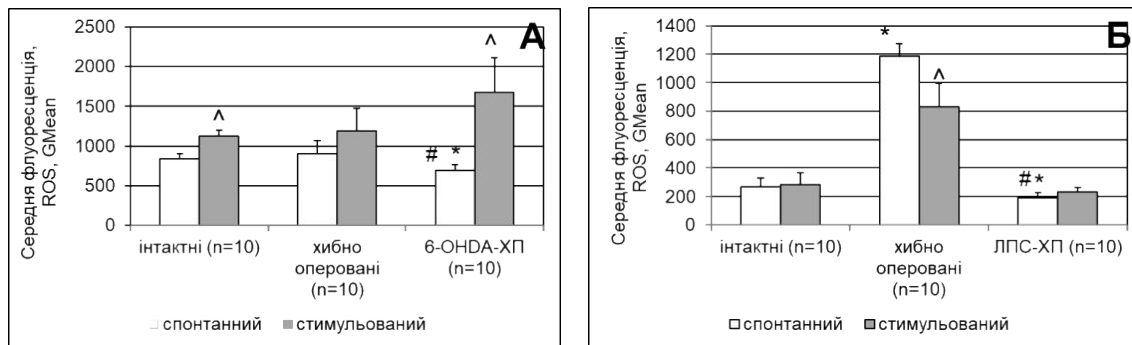 А
Середня флуоресценція,
ROS, GMean
2500
2000
1500
1000
500
0
^
^
# *
інтактні (n=10)
хибно
оперовані
(n=10)
6-OHDA-ХП
(n=10)
спонтанний
стимульований
Б
Середня флуоресценція,
ROS, GMean
1400
1200
1000
800
600
400
200
0
*
^
#*
інтактні (n=10)
хибно
оперовані
(n=10)
ЛПС-ХП (n=10)
спонтанний
стимульований